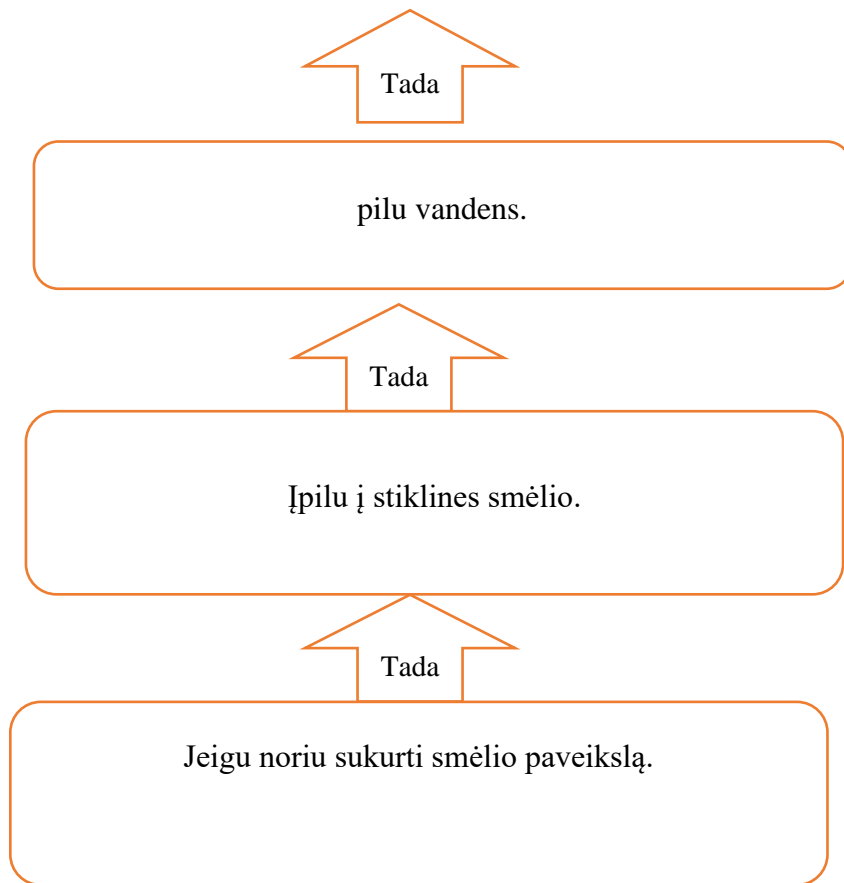 Tada
pilu vandens.
Tada
Įpilu į stiklines smėlio.
Tada
Jeigu noriu sukurti smėlio paveikslą.